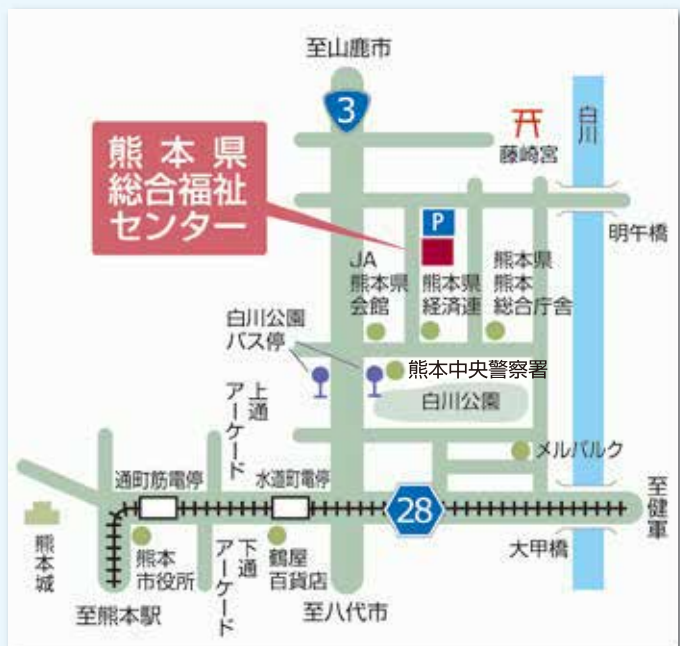 至山鹿市
3
藤崎宮
白川
熊本県
総合福祉
センター
P
明午橋
JA
熊本県
会館
熊本県
経済連
熊本県
熊本
総合庁舎
白川公園
バス停
熊本中央警察署
白川公園
上通
アーケード
メルパルク
通町筋電停
水道町電停
28
至健軍
熊本城
熊本
市役所
下通
アーケード
鶴屋
百貨店
大甲橋
至熊本駅
至八代市